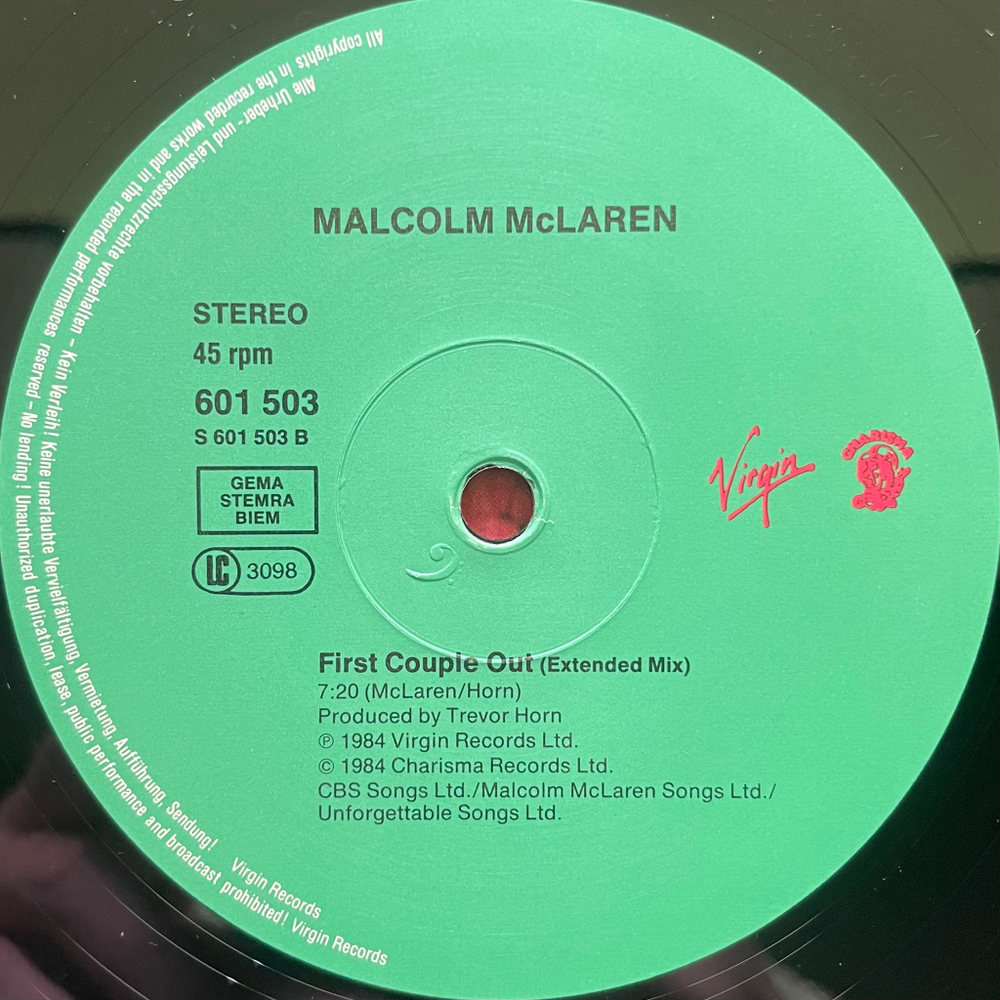 All copyrights in the recorded works and in the recorded performances reserved – No lending! Unauthorized duplication, lease, public performance and broadcast prohibited! Virgin Records
Alle Urheber- und Leistungsschutzrechte vorbehalten – Kein Verleih! Keine unerlaubte Vervielfältigung, Vermietung, Aufführung, Sendung! Virgin Records
MALCOLM McLAREN
STEREO
45 rpm
601 503
S 601 503 B
GEMA
STEMRA
BIEM
LC 3098
Virgin
CHARISMA
First Couple Out (Extended Mix)
7:20 (McLaren/Horn)
Produced by Trevor Horn
℗ 1984 Virgin Records Ltd.
© 1984 Charisma Records Ltd.
CBS Songs Ltd./Malcolm McLaren Songs Ltd./
Unforgettable Songs Ltd.